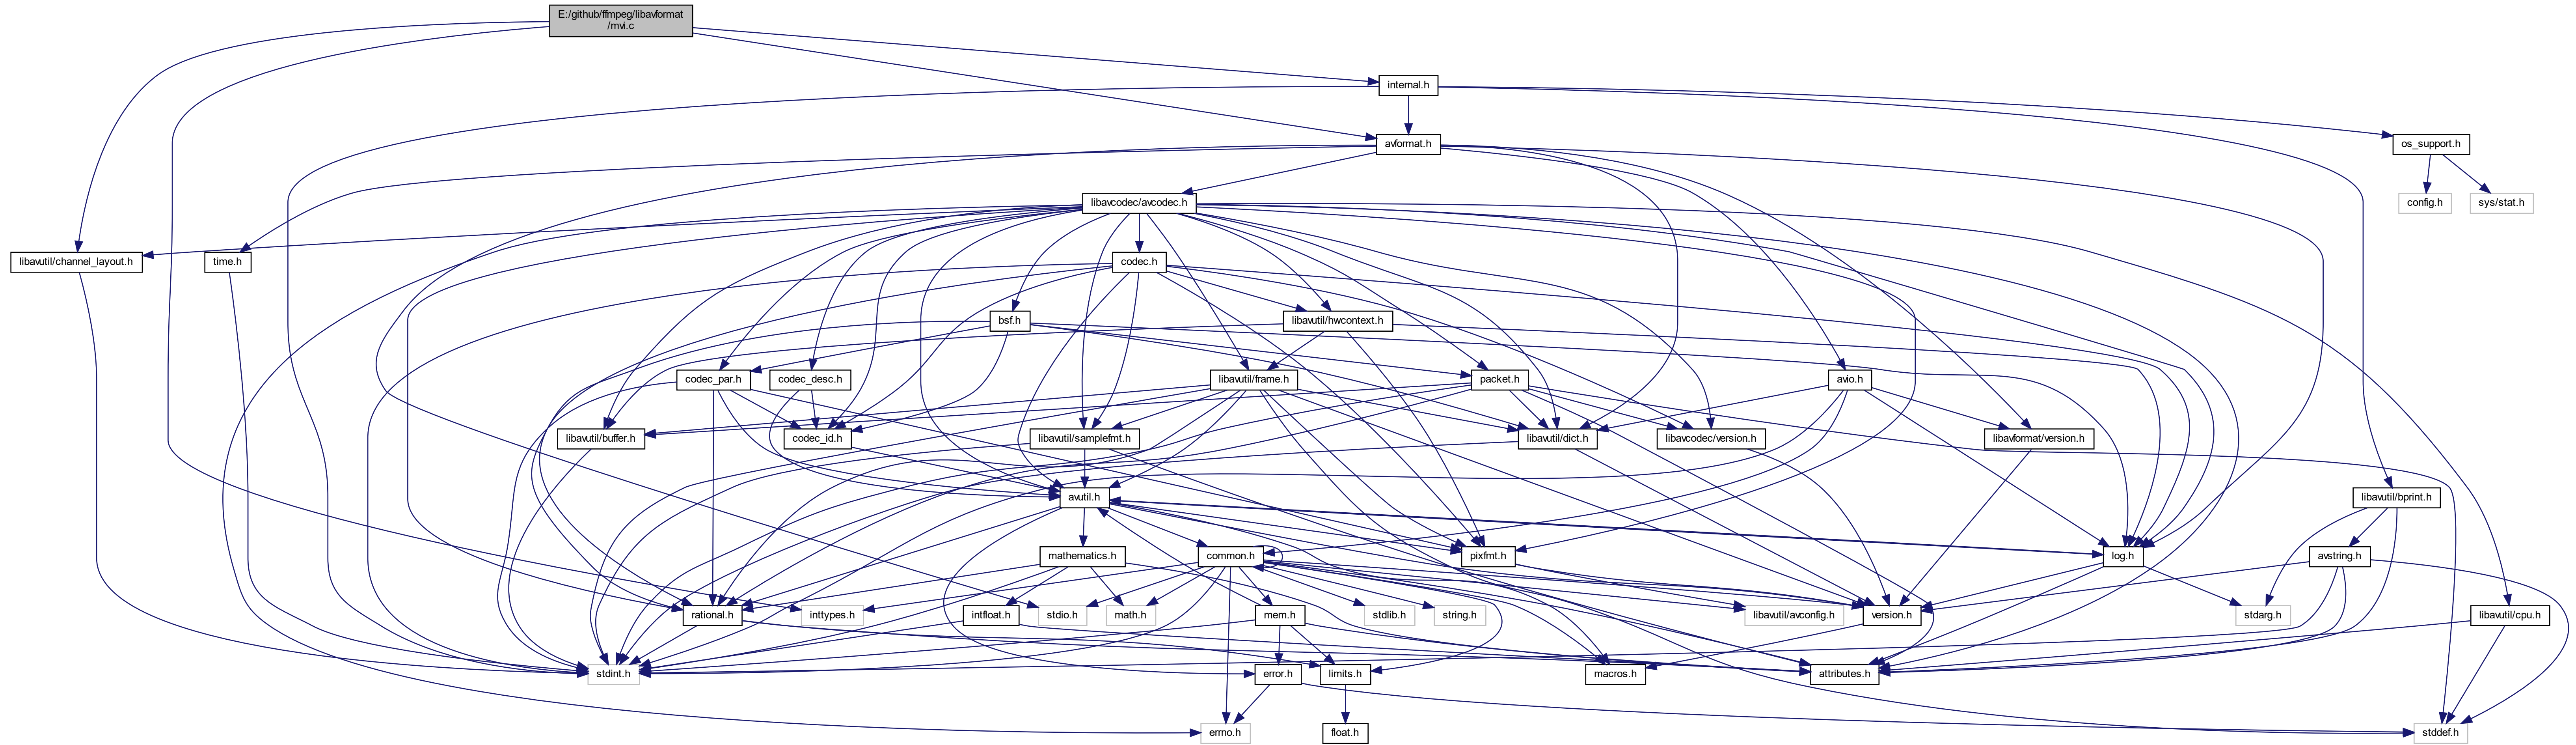 E:/github/ffmpeg/libavformat
/mvi.c
internal.h
avformat.h
os_support.h
libavcodec/avcodec.h
config.h
sys/stat.h
libavutil/channel_layout.h
time.h
codec.h
bsf.h
libavutil/hwcontext.h
codec_par.h
codec_desc.h
libavutil/frame.h
packet.h
avio.h
libavutil/buffer.h
codec_id.h
libavutil/samplefmt.h
libavutil/dict.h
libavcodec/version.h
libavformat/version.h
avutil.h
libavutil/bprint.h
mathematics.h
common.h
pixfmt.h
log.h
avstring.h
rational.h
inttypes.h
intfloat.h
stdio.h
math.h
mem.h
stdlib.h
string.h
libavutil/avconfig.h
version.h
stdarg.h
libavutil/cpu.h
stdint.h
error.h
limits.h
macros.h
attributes.h
errno.h
float.h
stddef.h